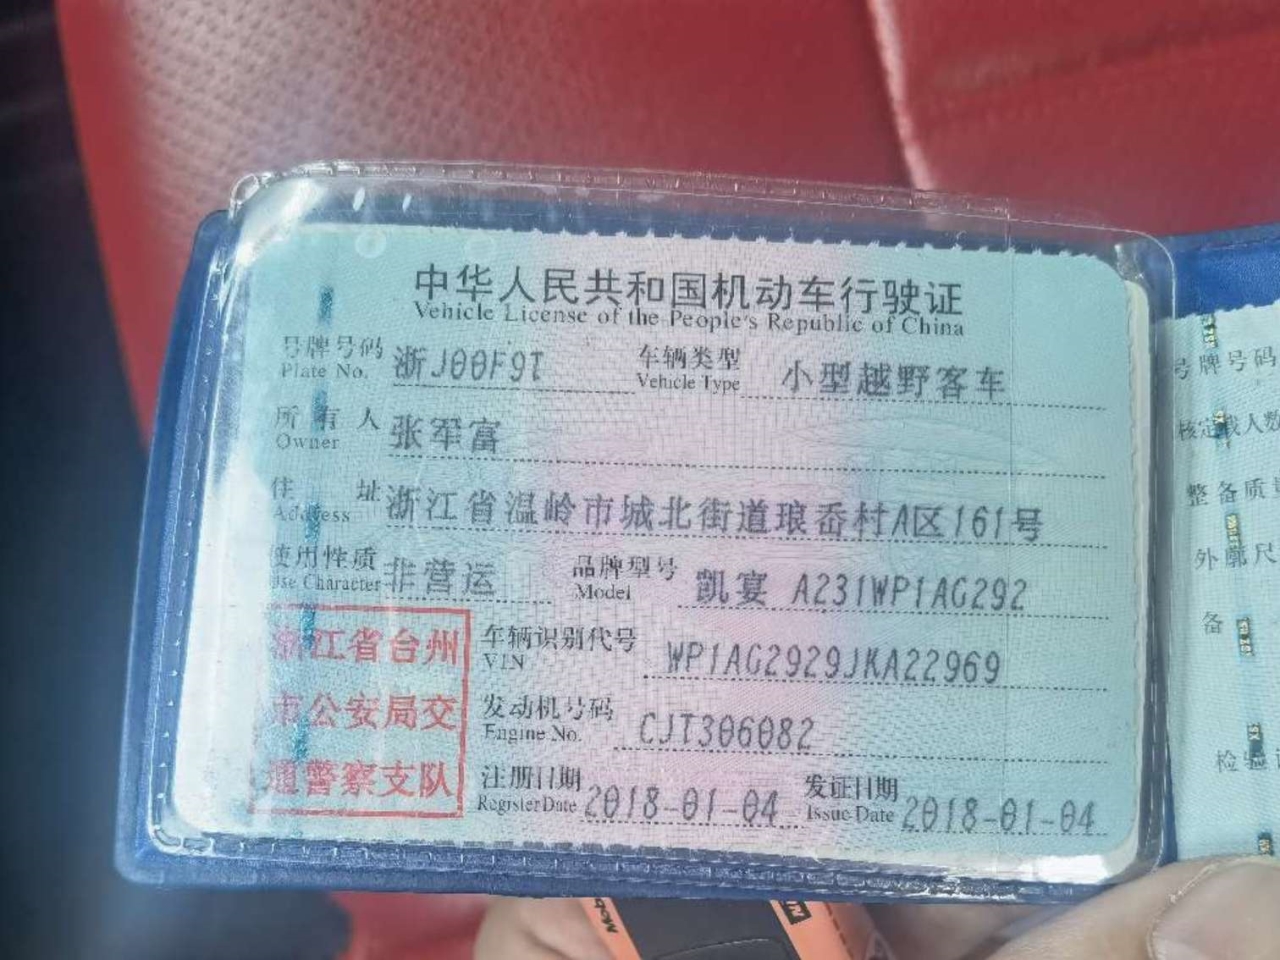 中华人民共和国机动车行驶证
Vehicle License of the People's Republic of China
号牌号码 浙J00F9T 车辆类型 小型越野客车
Plate No. Vehicle Type
所有人 张军富
Owner
住址 浙江省温岭市城北街道琅岙村A区161号
Address
使用性质 非营运 品牌型号 凯宴 A231WP1AG292
Use Character Model
浙江省台州
市公安局交
通警察支队
车辆识别代号 WP1AG2929JKA22969
VIN
发动机号码 CJT306082
Engine No.
注册日期 2018-01-04 发证日期 2018-01-04
Register Date Issue Date
号牌号码
核定载人数
整备质量
外廓尺
备
检验